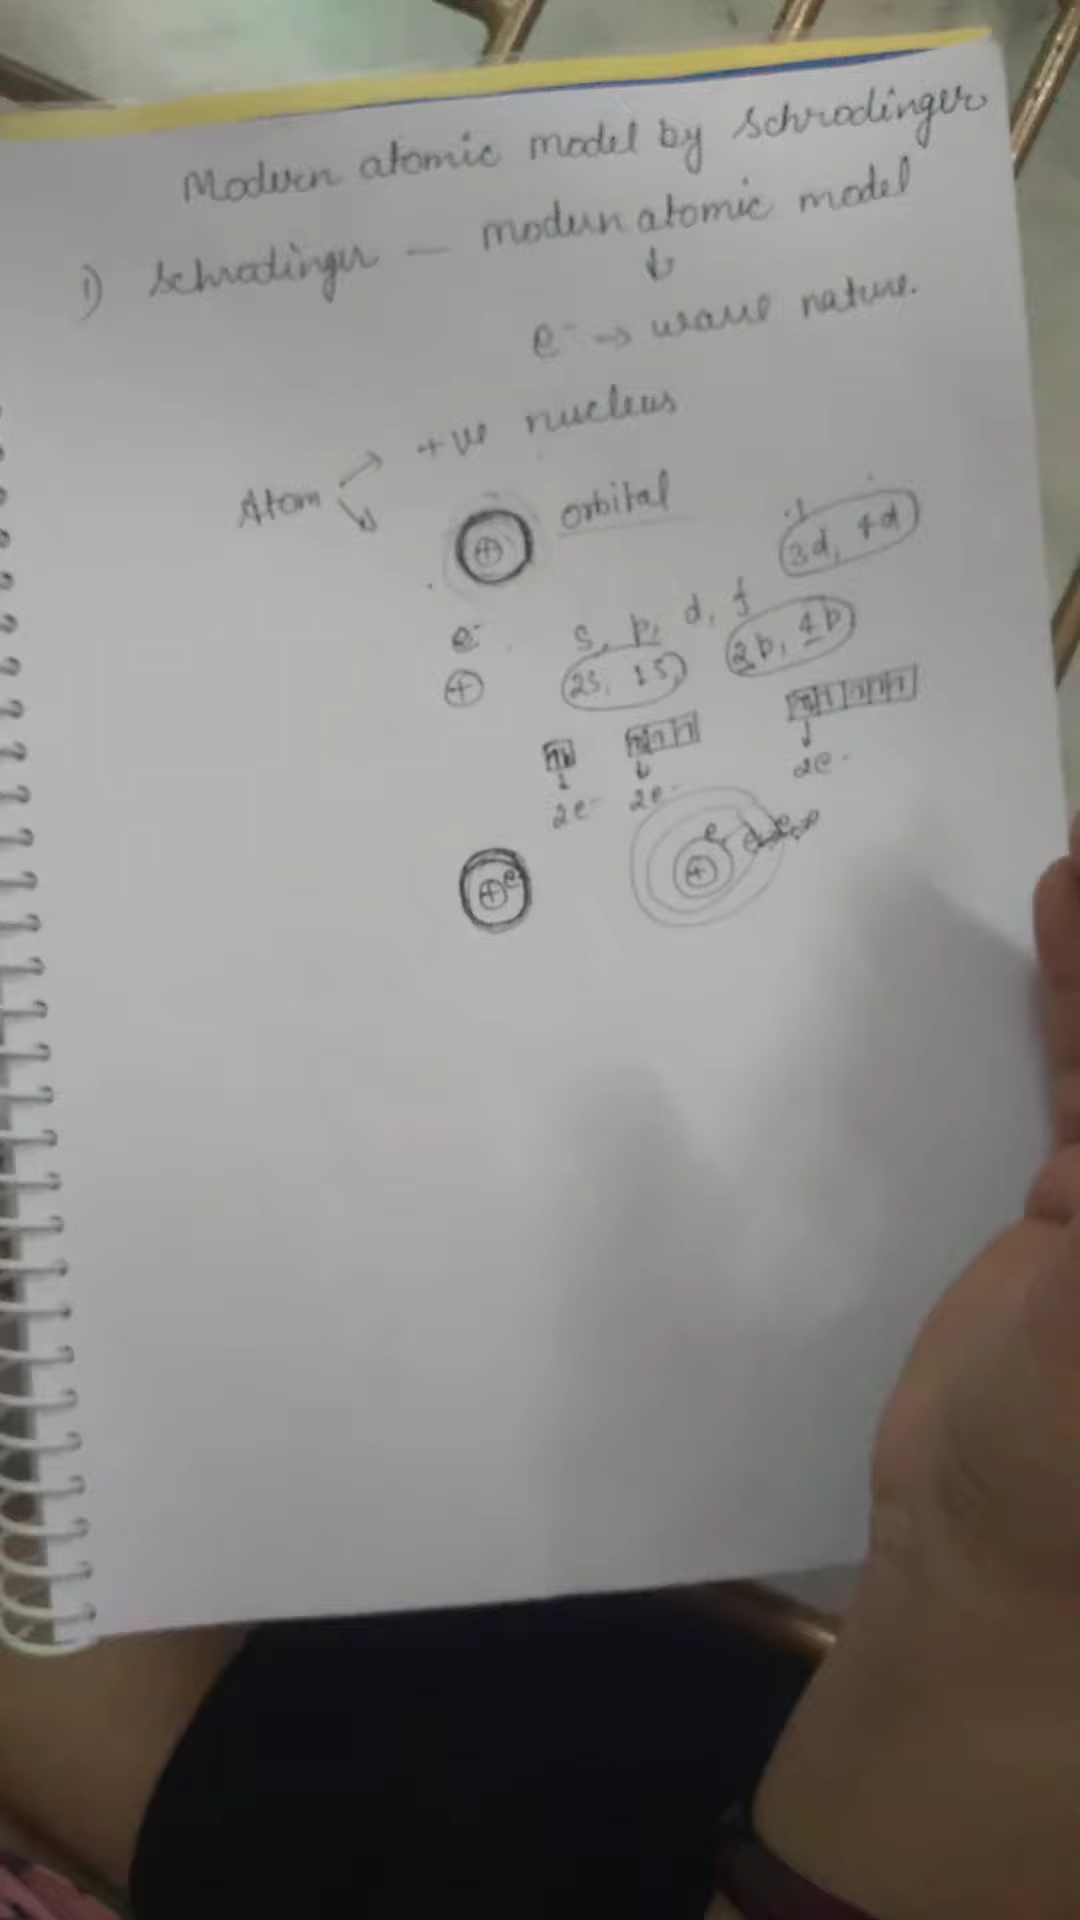 Modern atomic model by Schrodinger
1) Schrodinger — modern atomic model
↓
e⁻ → wave nature.
+ve nucleus
Atom
⊕ orbital
3d, 4d
e⁻ s, p, d, f
⊕ 2s, 1s, 2p, 4p
2e⁻ 2e⁻ 2e⁻
⊕ e ⊕ e